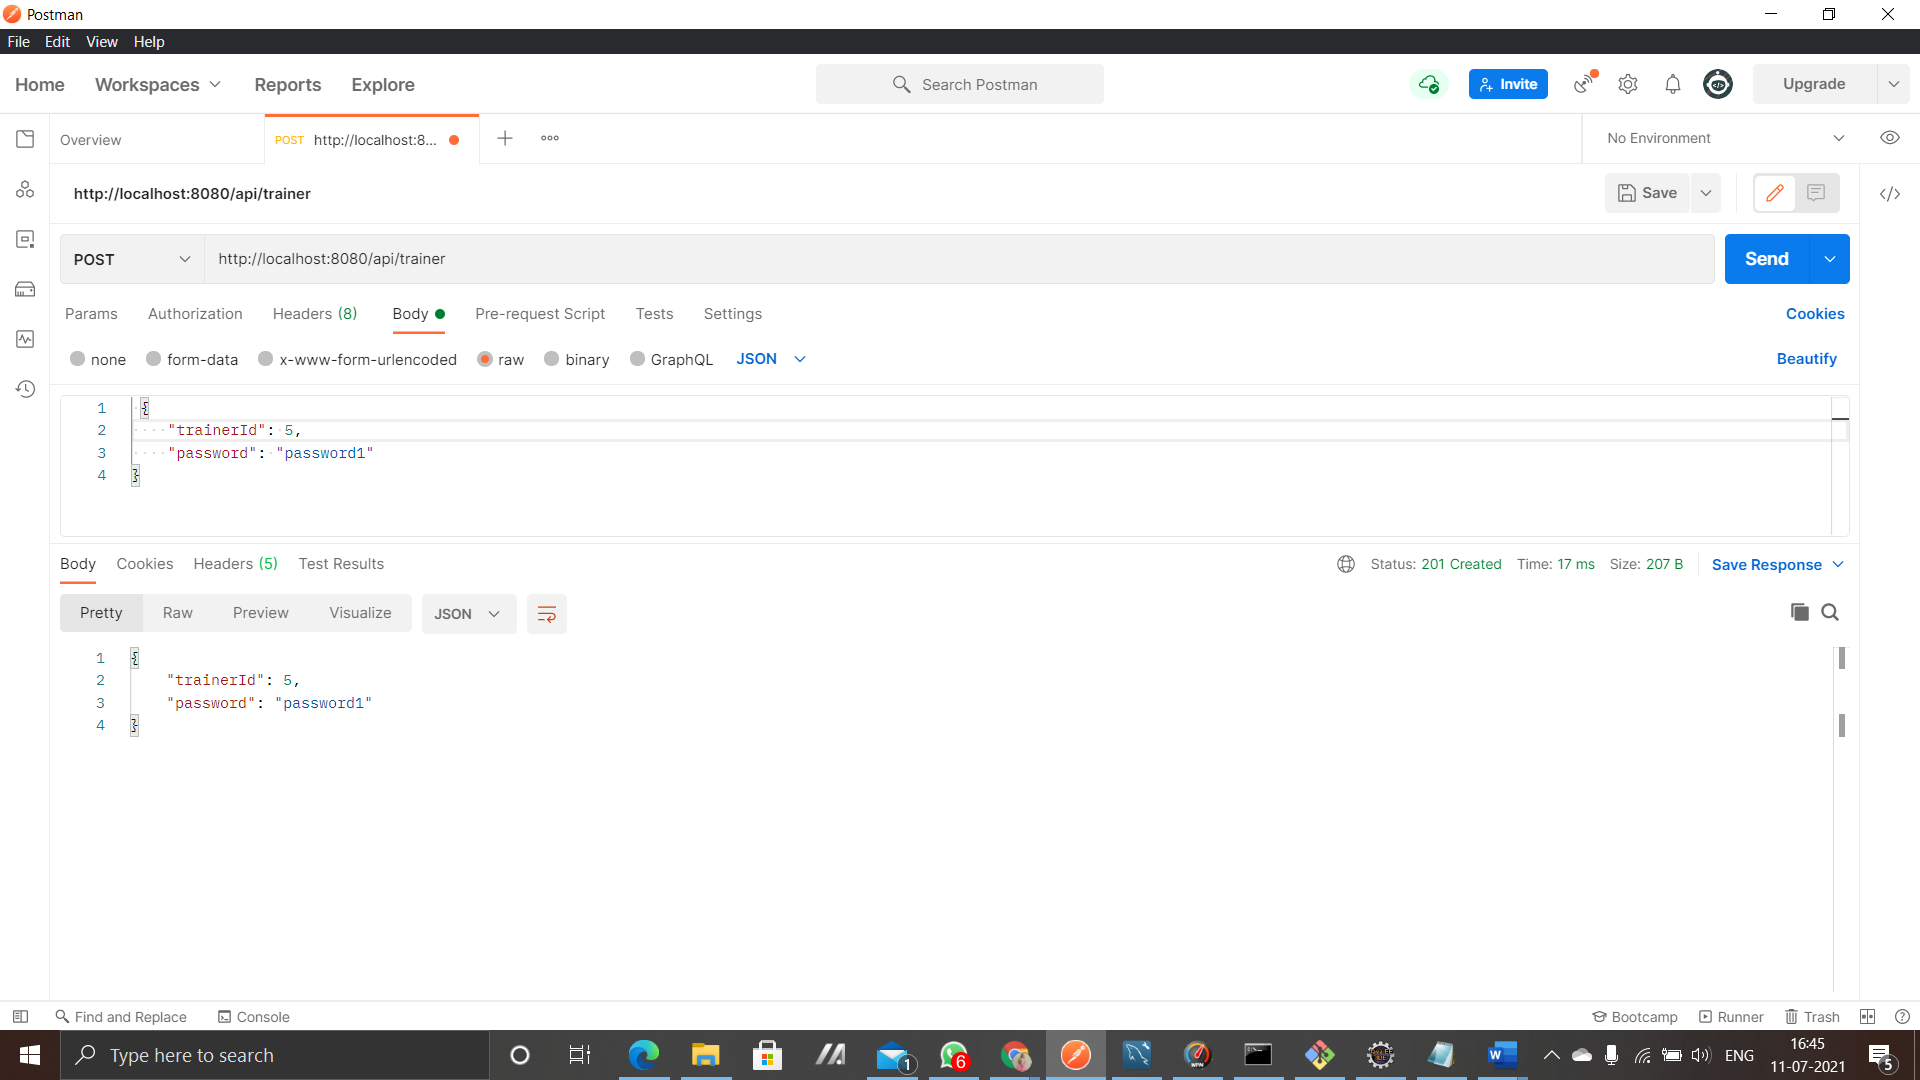 Postman
File Edit View Help
Home Workspaces Reports Explore Search Postman Invite Upgrade
Overview POST http://localhost:8... No Environment
http://localhost:8080/api/trainer Save
POST http://localhost:8080/api/trainer Send
Params Authorization Headers (8) Body Pre-request Script Tests Settings Cookies
none form-data x-www-form-urlencoded raw binary GraphQL JSON Beautify
1 {
2 "trainerId": 5,
3 "password": "password1"
4 }
Body Cookies Headers (5) Test Results Status: 201 Created Time: 17 ms Size: 207 B Save Response
Pretty Raw Preview Visualize JSON
1 {
2 "trainerId": 5,
3 "password": "password1"
4 }
Find and Replace Console Bootcamp Runner Trash
Type here to search 1 6 ENG 16:45 5
11-07-2021